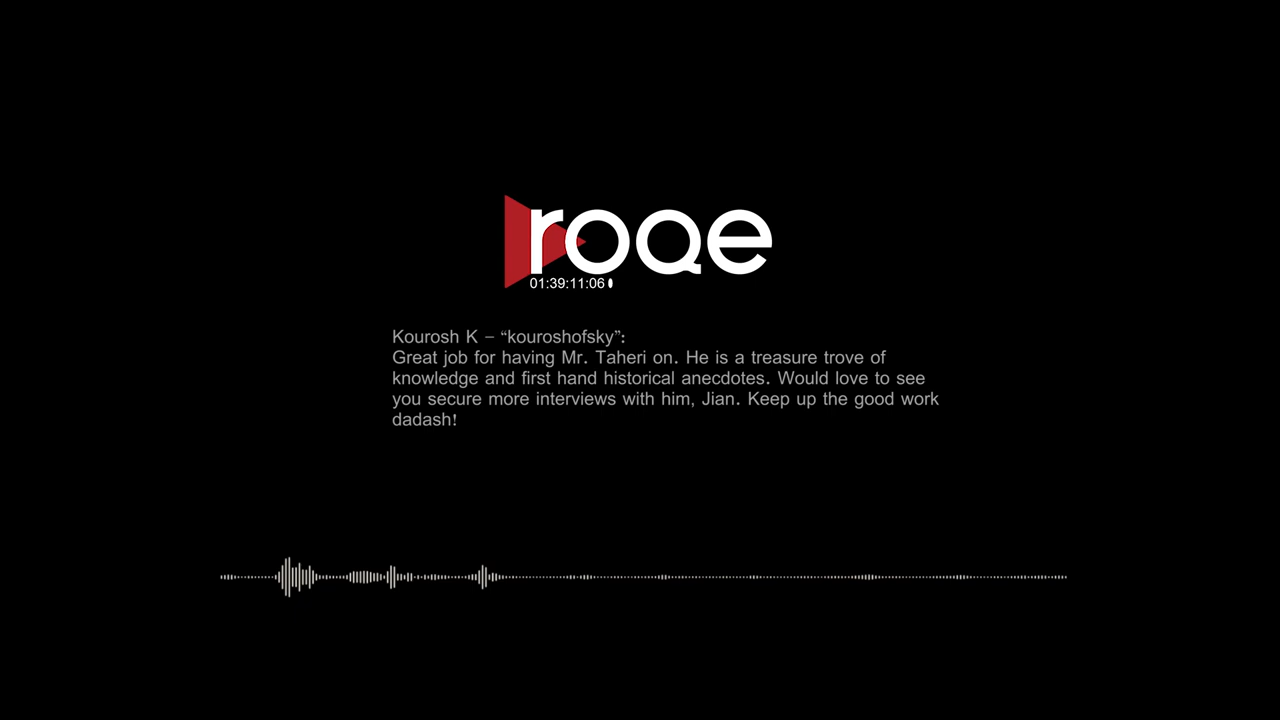 roqe
01:39:11:06
Kourosh K – “kouroshofsky”:
Great job for having Mr. Taheri on. He is a treasure trove of
knowledge and first hand historical anecdotes. Would love to see
you secure more interviews with him, Jian. Keep up the good work
dadash!